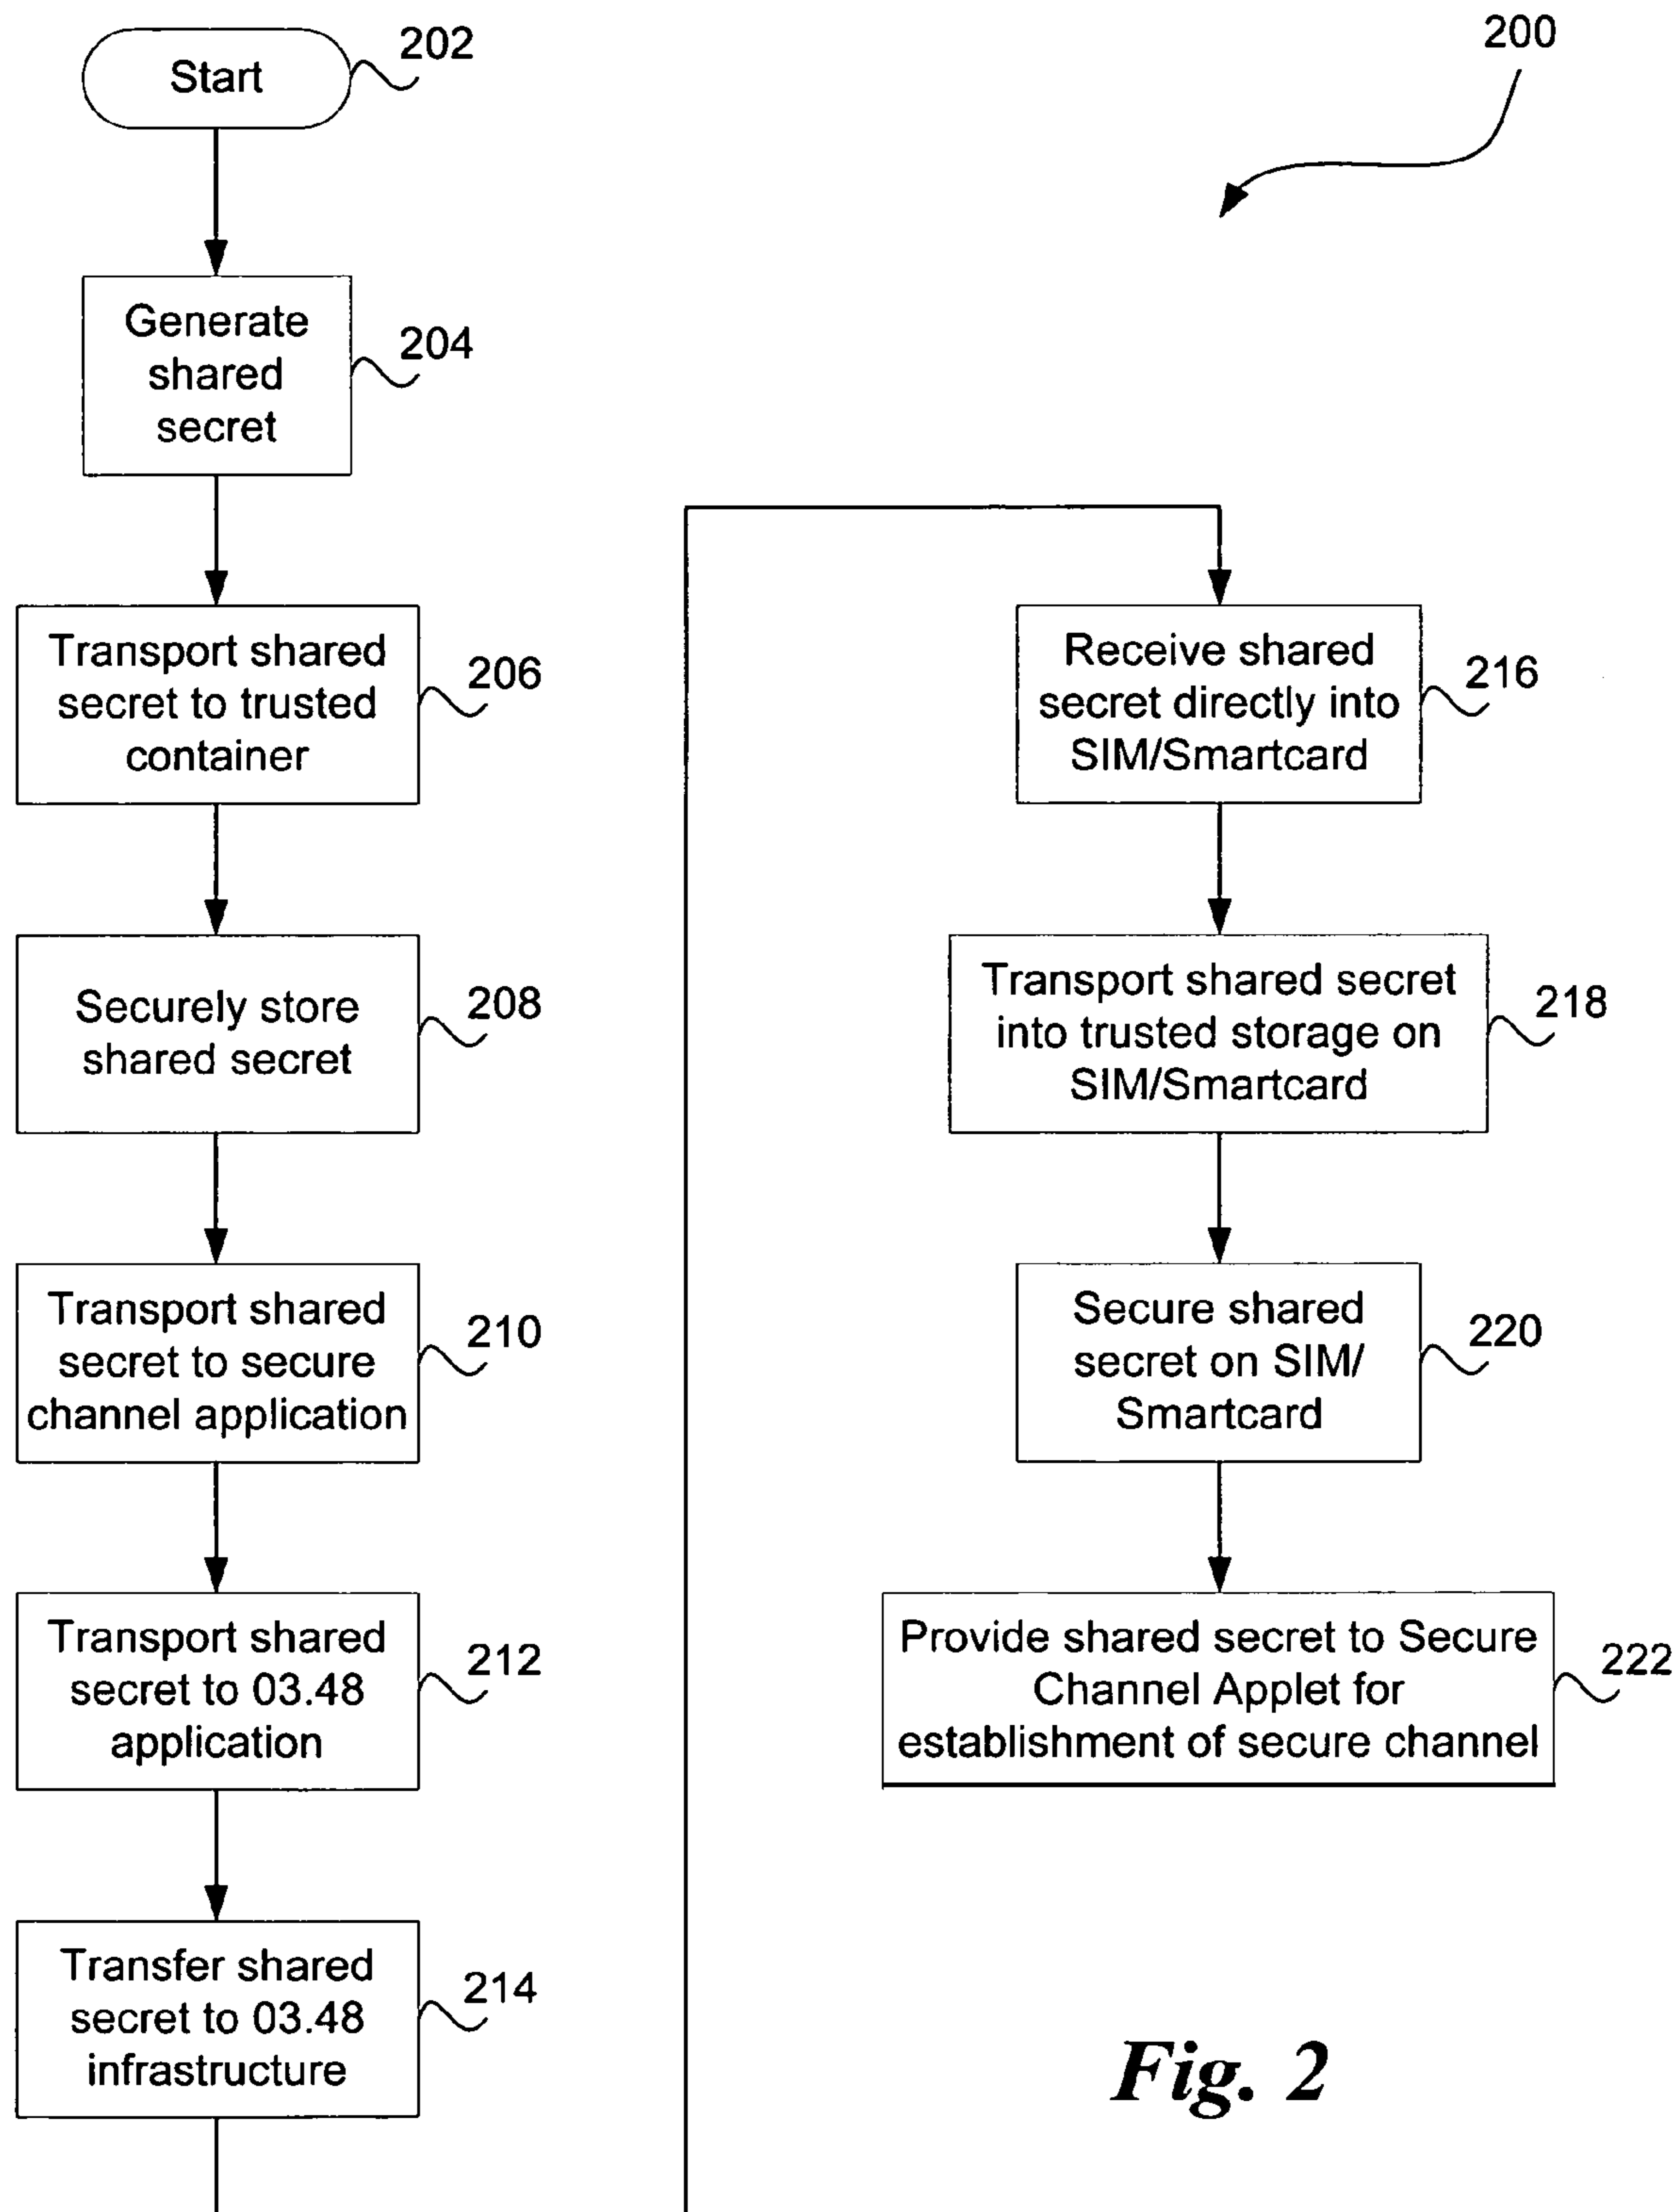 Start
202
200
Generate
shared
secret
204
Transport shared
secret to trusted
container
206
Securely store
shared secret
208
Transport shared
secret to secure
channel application
210
Transport shared
secret to 03.48
application
212
Transfer shared
secret to 03.48
infrastructure
214
Receive shared
secret directly into
SIM/Smartcard
216
Transport shared secret
into trusted storage on
SIM/Smartcard
218
Secure shared
secret on SIM/
Smartcard
220
Provide shared secret to Secure
Channel Applet for
establishment of secure channel
222
Fig. 2